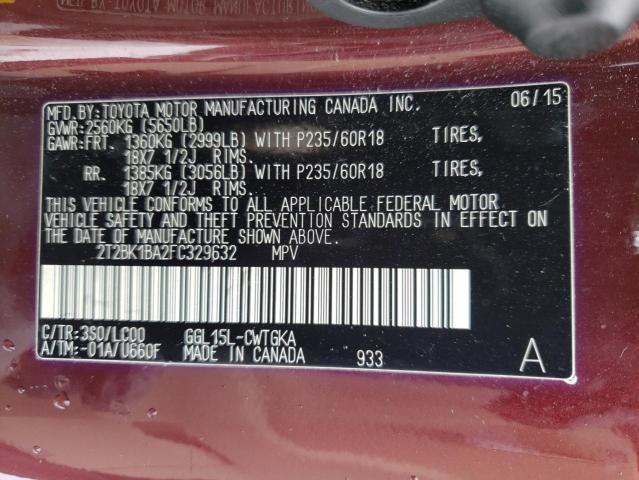 MFD.BY:TOYOTA MOTOR MANUFACTURING CANADA INC. 06/15
GVWR:2560KG (5650LB)
GAWR:FRT. 1360KG (2999LB) WITH P235/60R18 TIRES,
18X7 1/2J RIMS.
RR. 1385KG (3056LB) WITH P235/60R18 TIRES,
18X7 1/2J RIMS.
THIS VEHICLE CONFORMS TO ALL APPLICABLE FEDERAL MOTOR
VEHICLE SAFETY AND THEFT PREVENTION STANDARDS IN EFFECT ON
THE DATE OF MANUFACTURE SHOWN ABOVE.
2T2BK1BA2FC329632 MPV
C/TR:3S0/LC00 GGL15L-CWTGKA
A/TM:-01A/U660F MADE IN CANADA 933 A